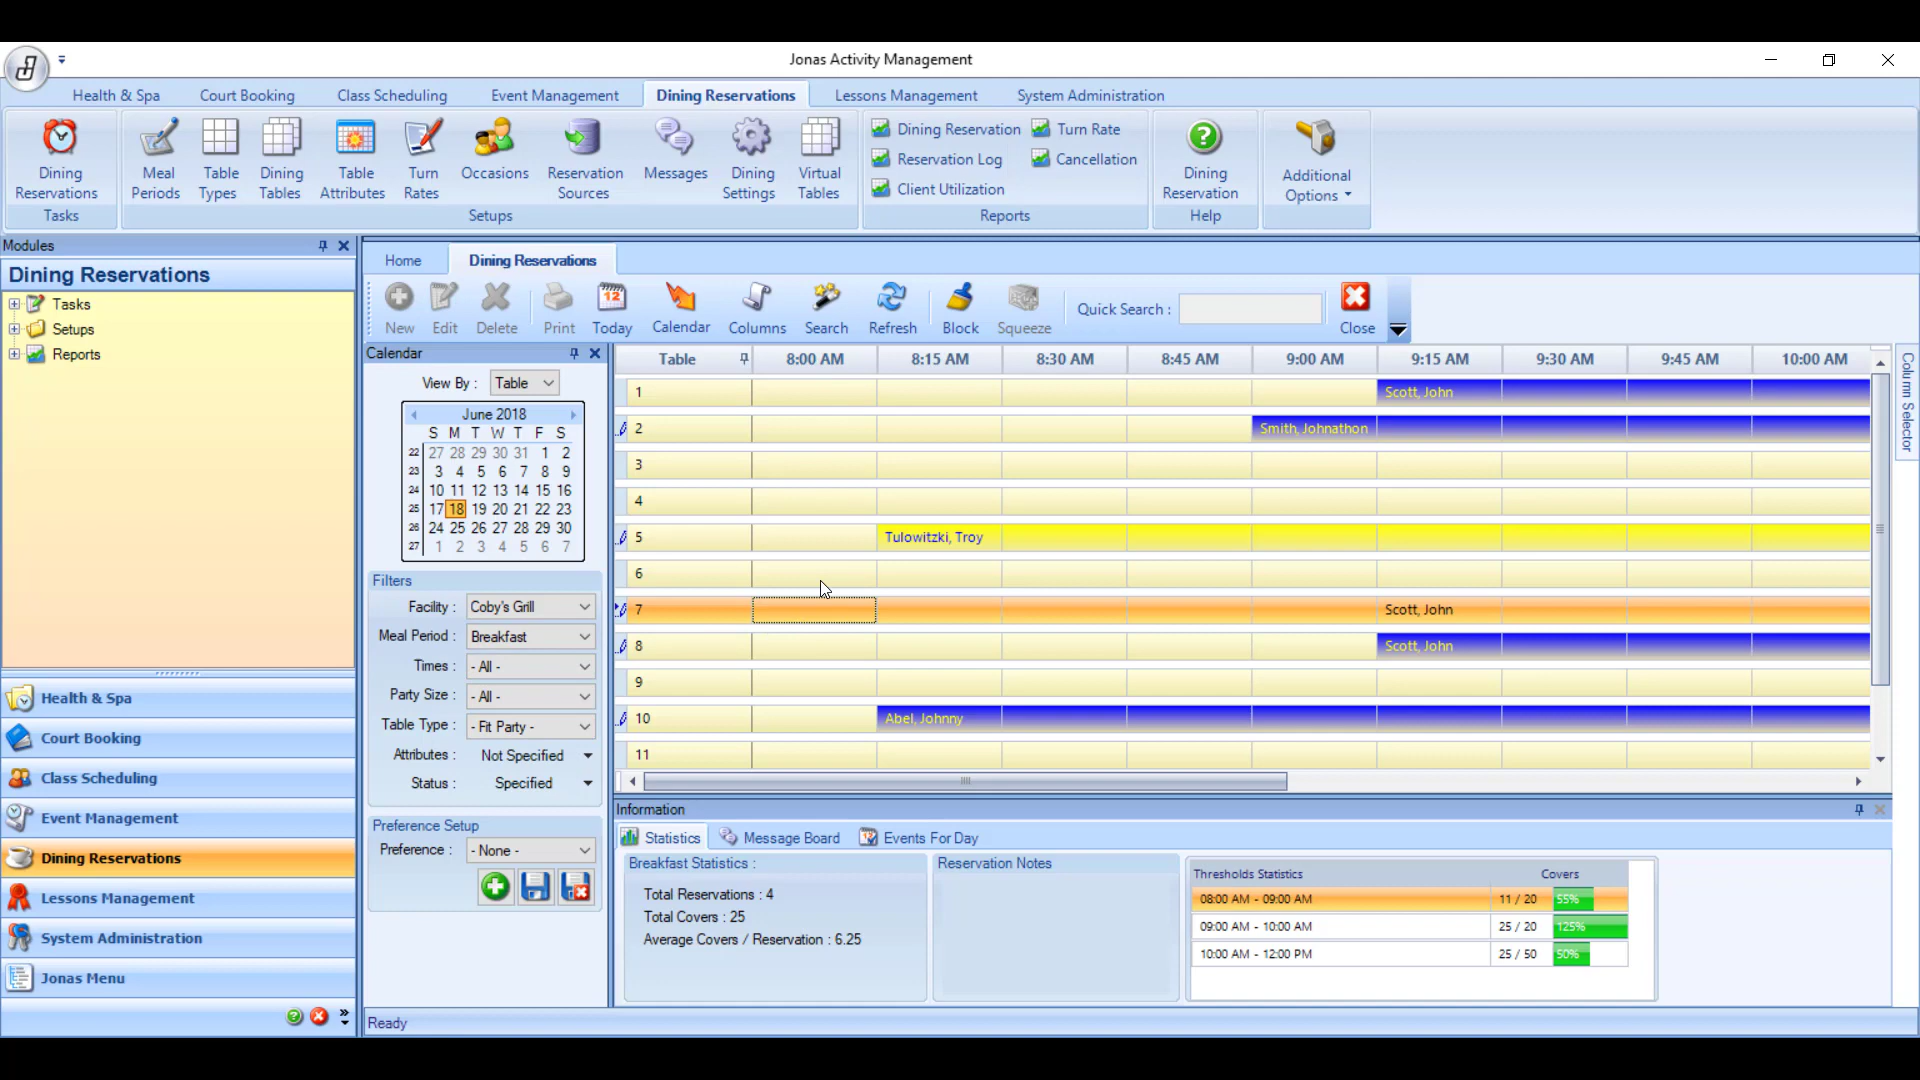 Jonas Activity Management
Health & Spa Court Booking Class Scheduling Event Management Dining Reservations Lessons Management System Administration
Dining Reservations
Meal Periods
Table Types
Dining Tables
Table Attributes
Turn Rates
Occasions
Reservation Sources
Messages
Dining Settings
Virtual Tables
Dining Reservation Turn Rate
Reservation Log Cancellation
Client Utilization
Dining Reservation
Additional Options
Tasks Setups Reports Help
Modules
Dining Reservations
Tasks
Setups
Reports
Health & Spa
Court Booking
Class Scheduling
Event Management
Dining Reservations
Lessons Management
System Administration
Jonas Menu
Home Dining Reservations
New Edit Delete Print Today Calendar Columns Search Refresh Block Squeeze Quick Search : Close
12
Calendar
View By : Table
June 2018
S M T W T F S
22 27 28 29 30 31 1 2
23 3 4 5 6 7 8 9
24 10 11 12 13 14 15 16
25 17 18 19 20 21 22 23
26 24 25 26 27 28 29 30
27 1 2 3 4 5 6 7
Filters
Facility : Coby's Grill
Meal Period : Breakfast
Times : - All -
Party Size : - All -
Table Type : - Fit Party -
Attributes : Not Specified
Status : Specified
Preference Setup
Preference : - None -
Table 8:00 AM 8:15 AM 8:30 AM 8:45 AM 9:00 AM 9:15 AM 9:30 AM 9:45 AM 10:00 AM
1 Scott, John
2 Smith, Johnathon
3
4
5 Tulowitzki, Troy
6
7 Scott, John
8 Scott, John
9
10 Abel, Johnny
11
Column Selector
Information
Statistics Message Board Events For Day
Breakfast Statistics :
Total Reservations : 4
Total Covers : 25
Average Covers / Reservation : 6.25
Reservation Notes
Thresholds Statistics Covers
08:00 AM - 09:00 AM 11 / 20 55%
09:00 AM - 10:00 AM 25 / 20 125%
10:00 AM - 12:00 PM 25 / 50 50%
Ready